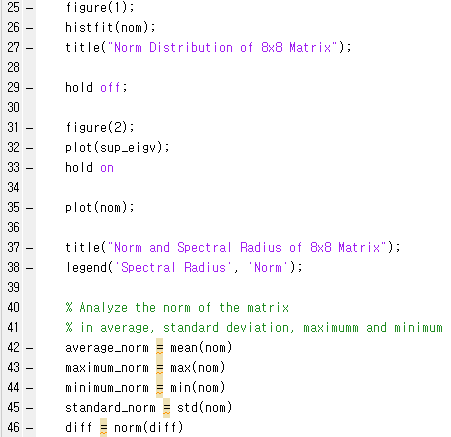 25 – figure(1);
26 – histfit(nom);
27 – title("Norm Distribution of 8x8 Matrix");
28
29 – hold off;
30
31 – figure(2);
32 – plot(sup_eigv);
33 – hold on
34
35 – plot(nom);
36
37 – title("Norm and Spectral Radius of 8x8 Matrix");
38 – legend('Spectral Radius', 'Norm');
39
40 % Analyze the norm of the matrix
41 % in average, standard deviation, maximumm and minimum
42 – average_norm = mean(nom)
43 – maximum_norm = max(nom)
44 – minimum_norm = min(nom)
45 – standard_norm = std(nom)
46 – diff = norm(diff)